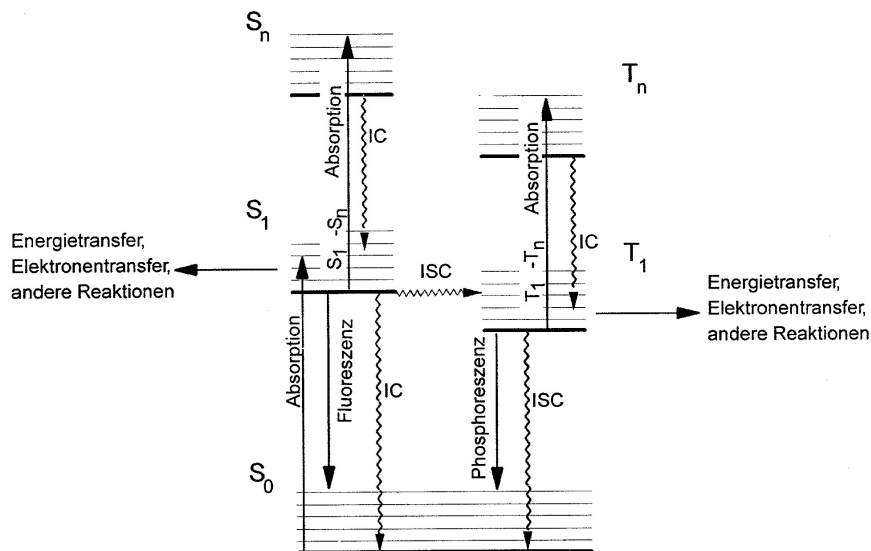 Sn
Tn
Absorption
IC
S1 -Sn
Absorption
IC
T1 -Tn
S1
T1
Energietransfer,
Elektronentransfer,
andere Reaktionen
ISC
Energietransfer,
Elektronentransfer,
andere Reaktionen
Absorption
Fluoreszenz
IC
Phosphoreszenz
ISC
S0